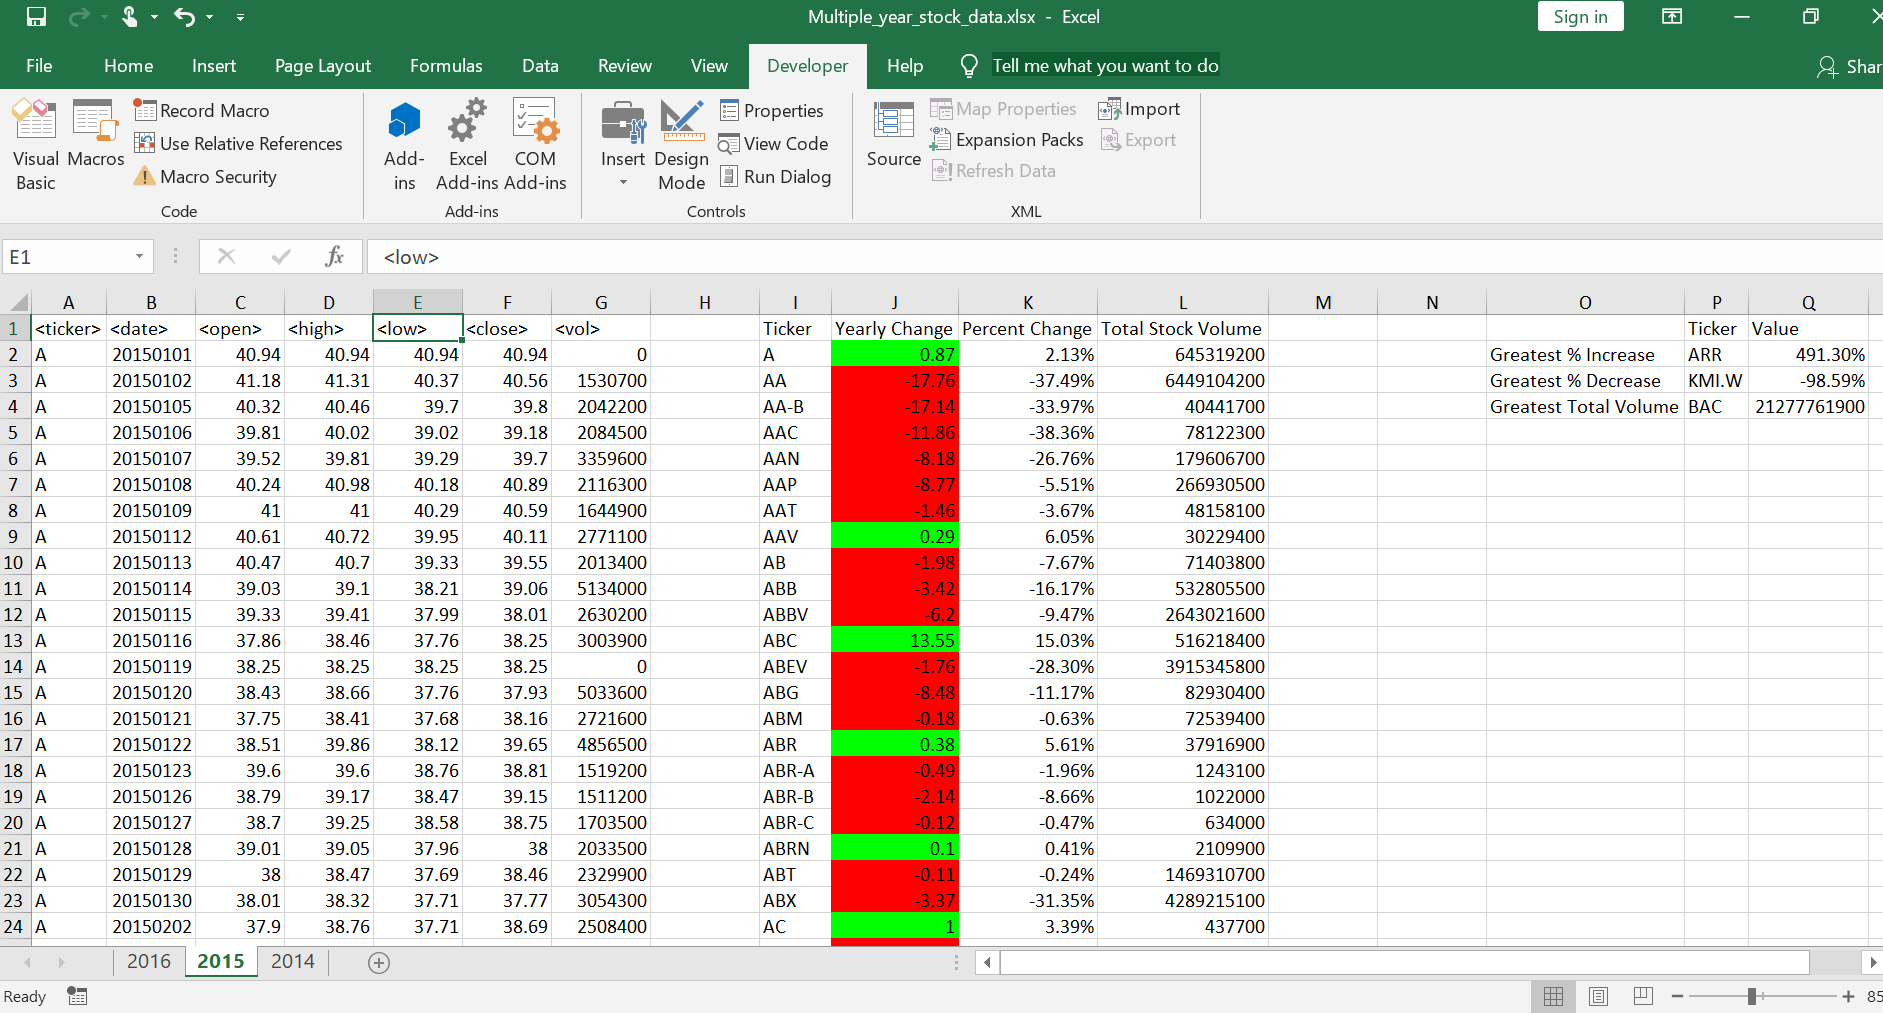 Multiple_year_stock_data.xlsx - Excel
Sign in
File Home Insert Page Layout Formulas Data Review View Developer Help Tell me what you want to do
Visual Basic
Macros
Record Macro
Use Relative References
Macro Security
Code
Add-ins
Excel Add-ins
COM Add-ins
Add-ins
Insert
Design Mode
Properties
View Code
Run Dialog
Controls
Source
Map Properties
Expansion Packs
Refresh Data
Import
Export
XML
E1 fx <low>
A B C D E F G H I J K L M N O P Q
1 <ticker> <date> <open> <high> <low> <close> <vol> Ticker Yearly Change Percent Change Total Stock Volume Ticker Value
2 A 20150101 40.94 40.94 40.94 40.94 0 A 0.87 2.13% 645319200 Greatest % Increase ARR 491.30%
3 A 20150102 41.18 41.31 40.37 40.56 1530700 AA -17.76 -37.49% 6449104200 Greatest % Decrease KMI.W -98.59%
4 A 20150105 40.32 40.46 39.7 39.8 2042200 AA-B -17.14 -33.97% 40441700 Greatest Total Volume BAC 21277761900
5 A 20150106 39.81 40.02 39.02 39.18 2084500 AAC -11.86 -38.36% 78122300
6 A 20150107 39.52 39.81 39.29 39.7 3359600 AAN -8.18 -26.76% 179606700
7 A 20150108 40.24 40.98 40.18 40.89 2116300 AAP -8.77 -5.51% 266930500
8 A 20150109 41 41 40.29 40.59 1644900 AAT -1.46 -3.67% 48158100
9 A 20150112 40.61 40.72 39.95 40.11 2771100 AAV 0.29 6.05% 30229400
10 A 20150113 40.47 40.7 39.33 39.55 2013400 AB -1.98 -7.67% 71403800
11 A 20150114 39.03 39.1 38.21 39.06 5134000 ABB -3.42 -16.17% 532805500
12 A 20150115 39.33 39.41 37.99 38.01 2630200 ABBV -6.2 -9.47% 2643021600
13 A 20150116 37.86 38.46 37.76 38.25 3003900 ABC 13.55 15.03% 516218400
14 A 20150119 38.25 38.25 38.25 38.25 0 ABEV -1.76 -28.30% 3915345800
15 A 20150120 38.43 38.66 37.76 37.93 5033600 ABG -8.48 -11.17% 82930400
16 A 20150121 37.75 38.41 37.68 38.16 2721600 ABM -0.18 -0.63% 72539400
17 A 20150122 38.51 39.86 38.12 39.65 4856500 ABR 0.38 5.61% 37916900
18 A 20150123 39.6 39.6 38.76 38.81 1519200 ABR-A -0.49 -1.96% 1243100
19 A 20150126 38.79 39.17 38.47 39.15 1511200 ABR-B -2.14 -8.66% 1022000
20 A 20150127 38.7 39.25 38.58 38.75 1703500 ABR-C -0.12 -0.47% 634000
21 A 20150128 39.01 39.05 37.96 38 2033500 ABRN 0.1 0.41% 2109900
22 A 20150129 38 38.47 37.69 38.46 2329900 ABT -0.11 -0.24% 1469310700
23 A 20150130 38.01 38.32 37.71 37.77 3054300 ABX -3.37 -31.35% 4289215100
24 A 20150202 37.9 38.76 37.71 38.69 2508400 AC 1 3.39% 437700
2016 2015 2014
Ready